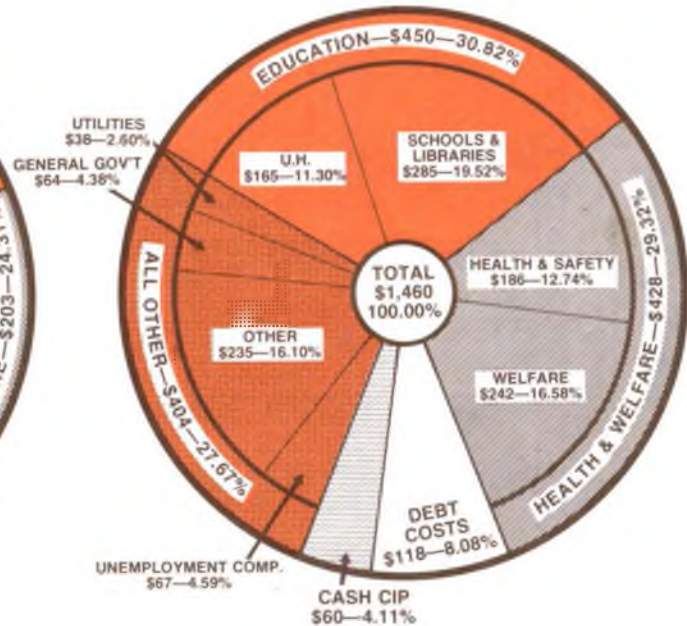 EDUCATION—$450—30.82%
UTILITIES
$38—2.60%
GENERAL GOV'T
$64—4.38%
U.H.
$165—11.30%
SCHOOLS &
LIBRARIES
$285—19.52%
HEALTH & SAFETY
$186—12.74%
TOTAL
$1,460
100.00%
HEALTH & WELFARE—$428—29.32%
ALL OTHER—$404—27.67%
OTHER
$235—16.10%
WELFARE
$242—16.58%
DEBT
COSTS
$118—8.08%
UNEMPLOYMENT COMP.
$67—4.59%
CASH CIP
$60—4.11%
$203—24.31%